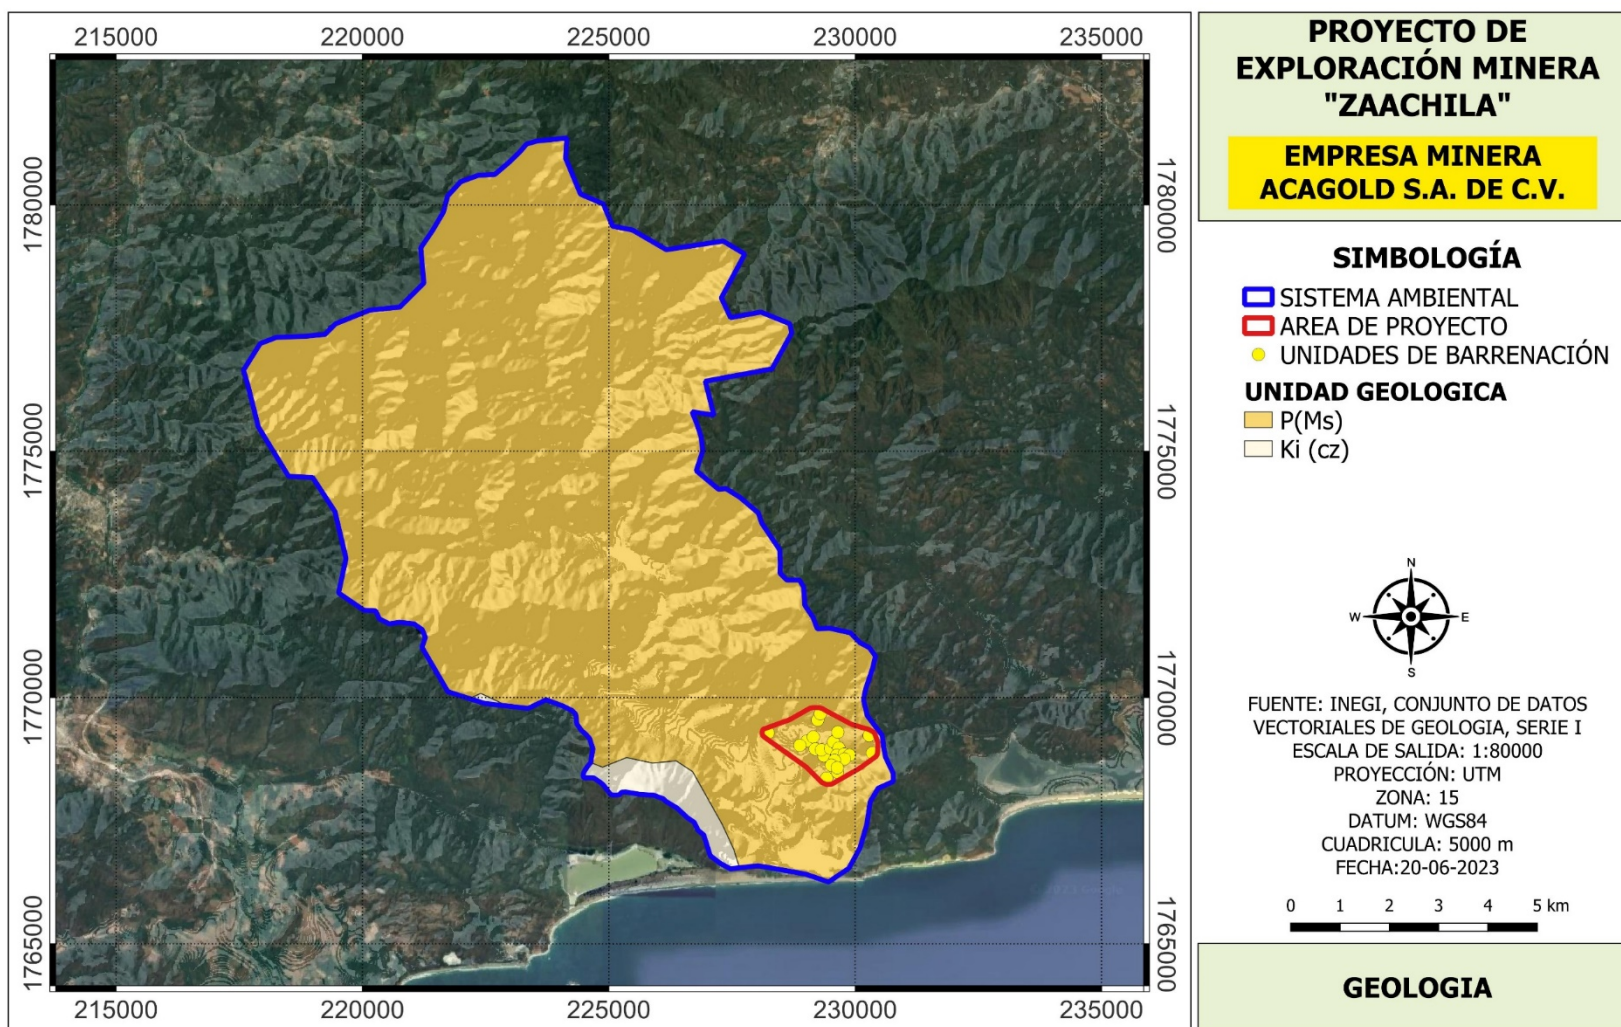 215000 220000 225000 230000 235000
1780000 1780000
1775000 1775000
1770000 1770000
1765000 1765000
215000 220000 225000 230000 235000
PROYECTO DE
EXPLORACIÓN MINERA
"ZAACHILA"
EMPRESA MINERA
ACAGOLD S.A. DE C.V.
SIMBOLOGÍA
SISTEMA AMBIENTAL
AREA DE PROYECTO
UNIDADES DE BARRENACIÓN
UNIDAD GEOLOGICA
P(Ms)
Ki (cz)
N
W E
S
FUENTE: INEGI, CONJUNTO DE DATOS
VECTORIALES DE GEOLOGIA, SERIE I
ESCALA DE SALIDA: 1:80000
PROYECCIÓN: UTM
ZONA: 15
DATUM: WGS84
CUADRICULA: 5000 m
FECHA:20-06-2023
0 1 2 3 4 5 km
GEOLOGIA